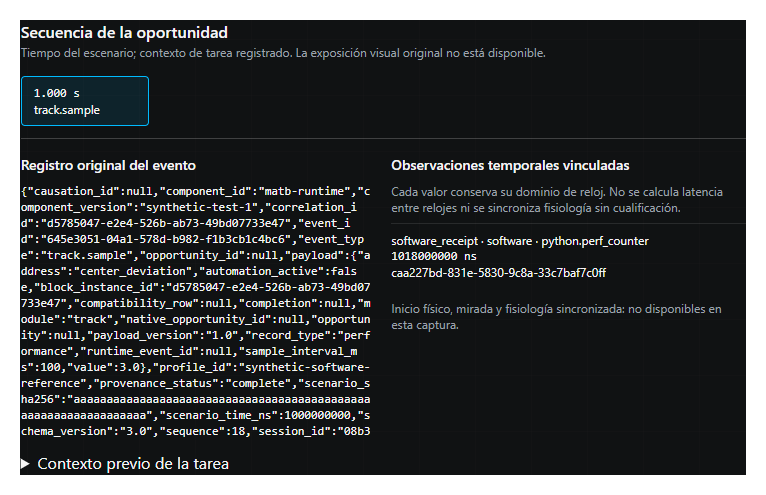 Secuencia de la oportunidad
Tiempo del escenario; contexto de tarea registrado. La exposición visual original no está disponible.
1.000 s
track.sample
Registro original del evento
{"causation_id":null,"component_id":"matb-runtime","c
omponent_version":"synthetic-test-1","correlation_i
d":"d5785047-e2e4-526b-ab73-49bd07733e47","event_i
d":"645e3051-04a1-578d-b982-f1b3cb1c4bc6","event_typ
e":"track.sample","opportunity_id":null,"payload":{"a
ddress":"center_deviation","automation_active":fals
e,"block_instance_id":"d5785047-e2e4-526b-ab73-49bd07
733e47","compatibility_row":null,"completion":null,"m
odule":"track","native_opportunity_id":null,"opportun
ity":null,"payload_version":"1.0","record_type":"perf
ormance","runtime_event_id":null,"sample_interval_m
s":100,"value":3.0},"profile_id":"synthetic-software-
reference","provenance_status":"complete","scenario_s
ha256":"aaaaaaaaaaaaaaaaaaaaaaaaaaaaaaaaaaaaaaaaaaaaa
aaaaaaaaaaaaaaaaaaa","scenario_time_ns":1000000000,"s
chema_version":"3.0","sequence":18,"session_id":"08b3
Observaciones temporales vinculadas
Cada valor conserva su dominio de reloj. No se calcula latencia
entre relojes ni se sincroniza fisiología sin cualificación.
software_receipt · software · python.perf_counter
1018000000 ns
caa227bd-831e-5830-9c8a-33c7baf7c0ff
Inicio físico, mirada y fisiología sincronizada: no disponibles en
esta captura.
▶ Contexto previo de la tarea